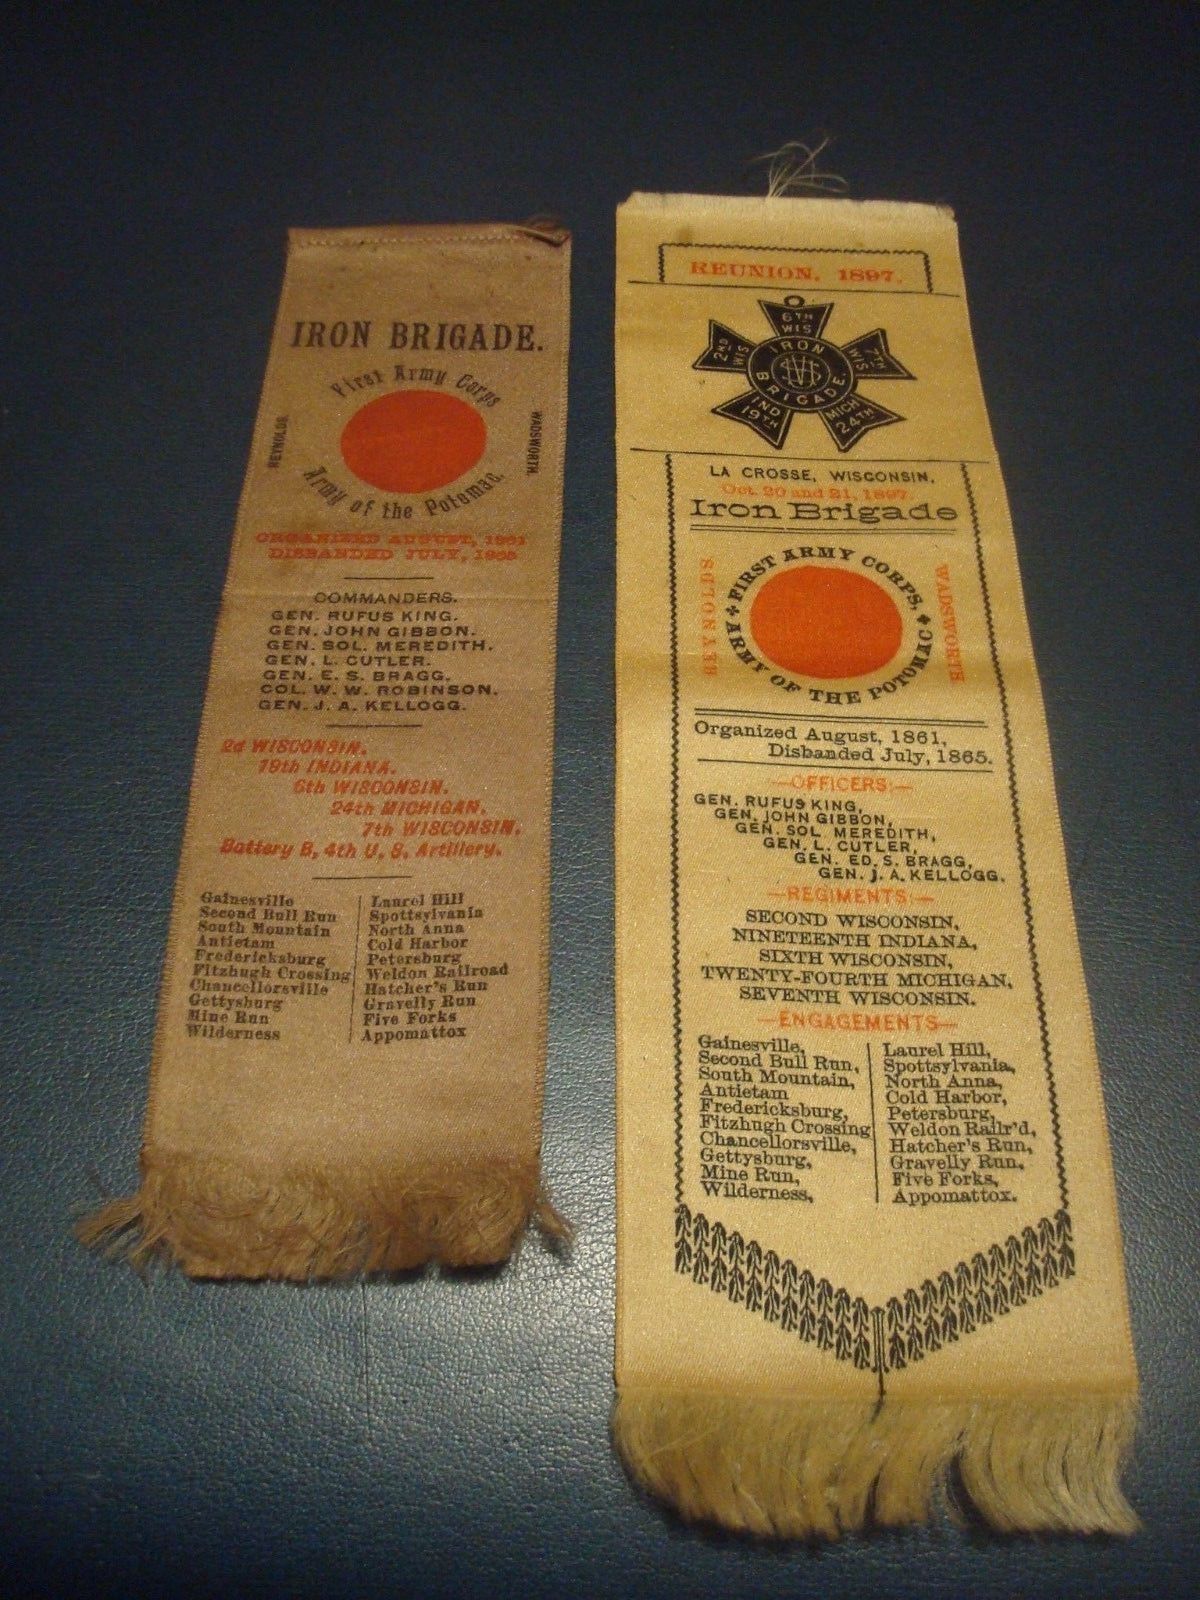 IRON BRIGADE.
First Army Corps
REYNOLDS
WADSWORTH.
Army of the Potomac.
ORGANIZED AUGUST, 1861
DISBANDED JULY, 1865
COMMANDERS.
GEN. RUFUS KING.
GEN. JOHN GIBBON.
GEN. SOL. MEREDITH.
GEN. L. CUTLER.
GEN. E. S. BRAGG.
COL. W. W. ROBINSON.
GEN. J. A. KELLOGG.
2d WISCONSIN.
19th INDIANA.
6th WISCONSIN.
24th MICHIGAN.
7th WISCONSIN.
Battery B, 4th U. S. Artillery.
Gainesville
Second Bull Run
South Mountain
Antietam
Fredericksburg
Fitzhugh Crossing
Chancellorsville
Gettysburg
Mine Run
Wilderness
Laurel Hill
Spottsylvania
North Anna
Cold Harbor
Petersburg
Weldon Railroad
Hatcher's Run
Gravelly Run
Five Forks
Appomattox
REUNION. 1897.
6TH WIS
2ND WIS
7TH WIS
IRON BRIGADE
IND 19TH
MICH 24TH
LA CROSSE, WISCONSIN,
Oct. 20 and 21, 1897.
Iron Brigade
REYNOLDS
FIRST ARMY CORPS,
WADSWORTH
ARMY OF THE POTOMAC
Organized August, 1861,
Disbanded July, 1865.
—OFFICERS:—
GEN. RUFUS KING,
GEN. JOHN GIBBON,
GEN. SOL MEREDITH,
GEN. L. CUTLER,
GEN. ED. S. BRAGG,
GEN. J. A. KELLOGG.
—REGIMENTS:—
SECOND WISCONSIN,
NINETEENTH INDIANA,
SIXTH WISCONSIN,
TWENTY-FOURTH MICHIGAN,
SEVENTH WISCONSIN.
—ENGAGEMENTS—
Gainesville,
Second Bull Run,
South Mountain,
Antietam
Fredericksburg,
Fitzhugh Crossing
Chancellorsville,
Gettysburg,
Mine Run,
Wilderness,
Laurel Hill,
Spottsylvania,
North Anna,
Cold Harbor,
Petersburg,
Weldon Railr'd,
Hatcher's Run,
Gravelly Run,
Five Forks,
Appomattox.